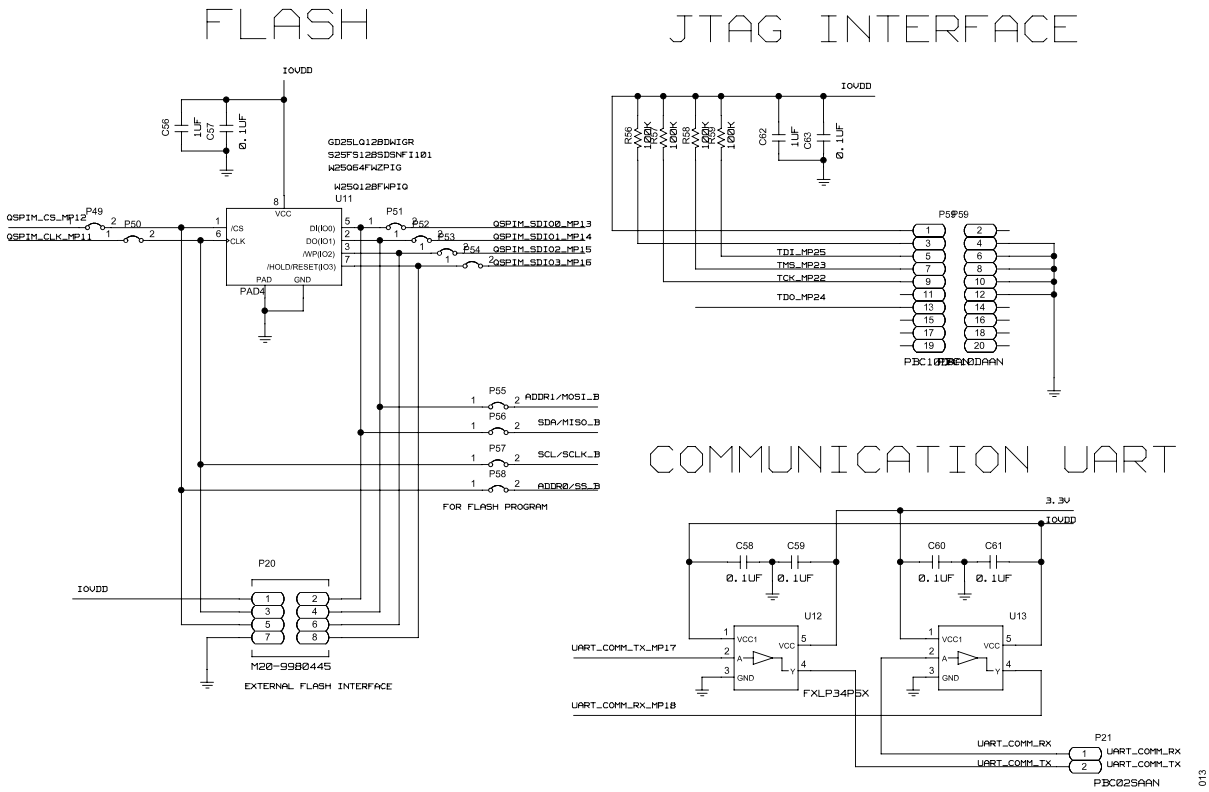 FLASH
IOVDD
C56
1UF
C57
0.1UF
GD25LQ128DWIGR
S25FS128SDSNFI101
W25Q64FWZPIG
W25Q128FWPIQ
U11
8
VCC
QSPIM_CS_MP12
P49
2
P50
2
QSPIM_CLK_MP11
1
/CS
6
CLK
DI(IO0)
5
DO(IO1)
2
/WP(IO2)
3
/HOLD/RESET(IO3)
7
PAD
GND
PAD4
1
P51
2
QSPIM_SDIO0_MP13
1
P52
QSPIM_SDIO1_MP14
1
P53
QSPIM_SDIO2_MP15
1
P54
2
QSPIM_SDIO3_MP16
P55
1
2
ADDR1/MOSI_B
P56
1
2
SDA/MISO_B
P57
1
2
SCL/SCLK_B
P58
1
2
ADDR0/SS_B
FOR FLASH PROGRAM
P20
IOVDD
1
2
3
4
5
6
7
8
M20-9980445
EXTERNAL FLASH INTERFACE
JTAG INTERFACE
IOVDD
R56
100K
R57
100K
R58
100K
R59
100K
C62
1UF
C63
0.1UF
P59
P59
1
2
3
4
TDI_MP25
5
6
TMS_MP23
7
8
TCK_MP22
9
10
11
12
TDO_MP24
13
14
15
16
17
18
19
20
PBC10DAAN
COMMUNICATION UART
3.3V
IOVDD
C58
0.1UF
C59
0.1UF
C60
0.1UF
C61
0.1UF
U12
1
VCC1
VCC
5
2
A
Y
4
3
GND
FXLP34P5X
U13
1
VCC1
VCC
5
2
A
Y
4
3
GND
UART_COMM_TX_MP17
UART_COMM_RX_MP18
P21
UART_COMM_RX
1
UART_COMM_RX
UART_COMM_TX
2
UART_COMM_TX
PBC02SAAN
013